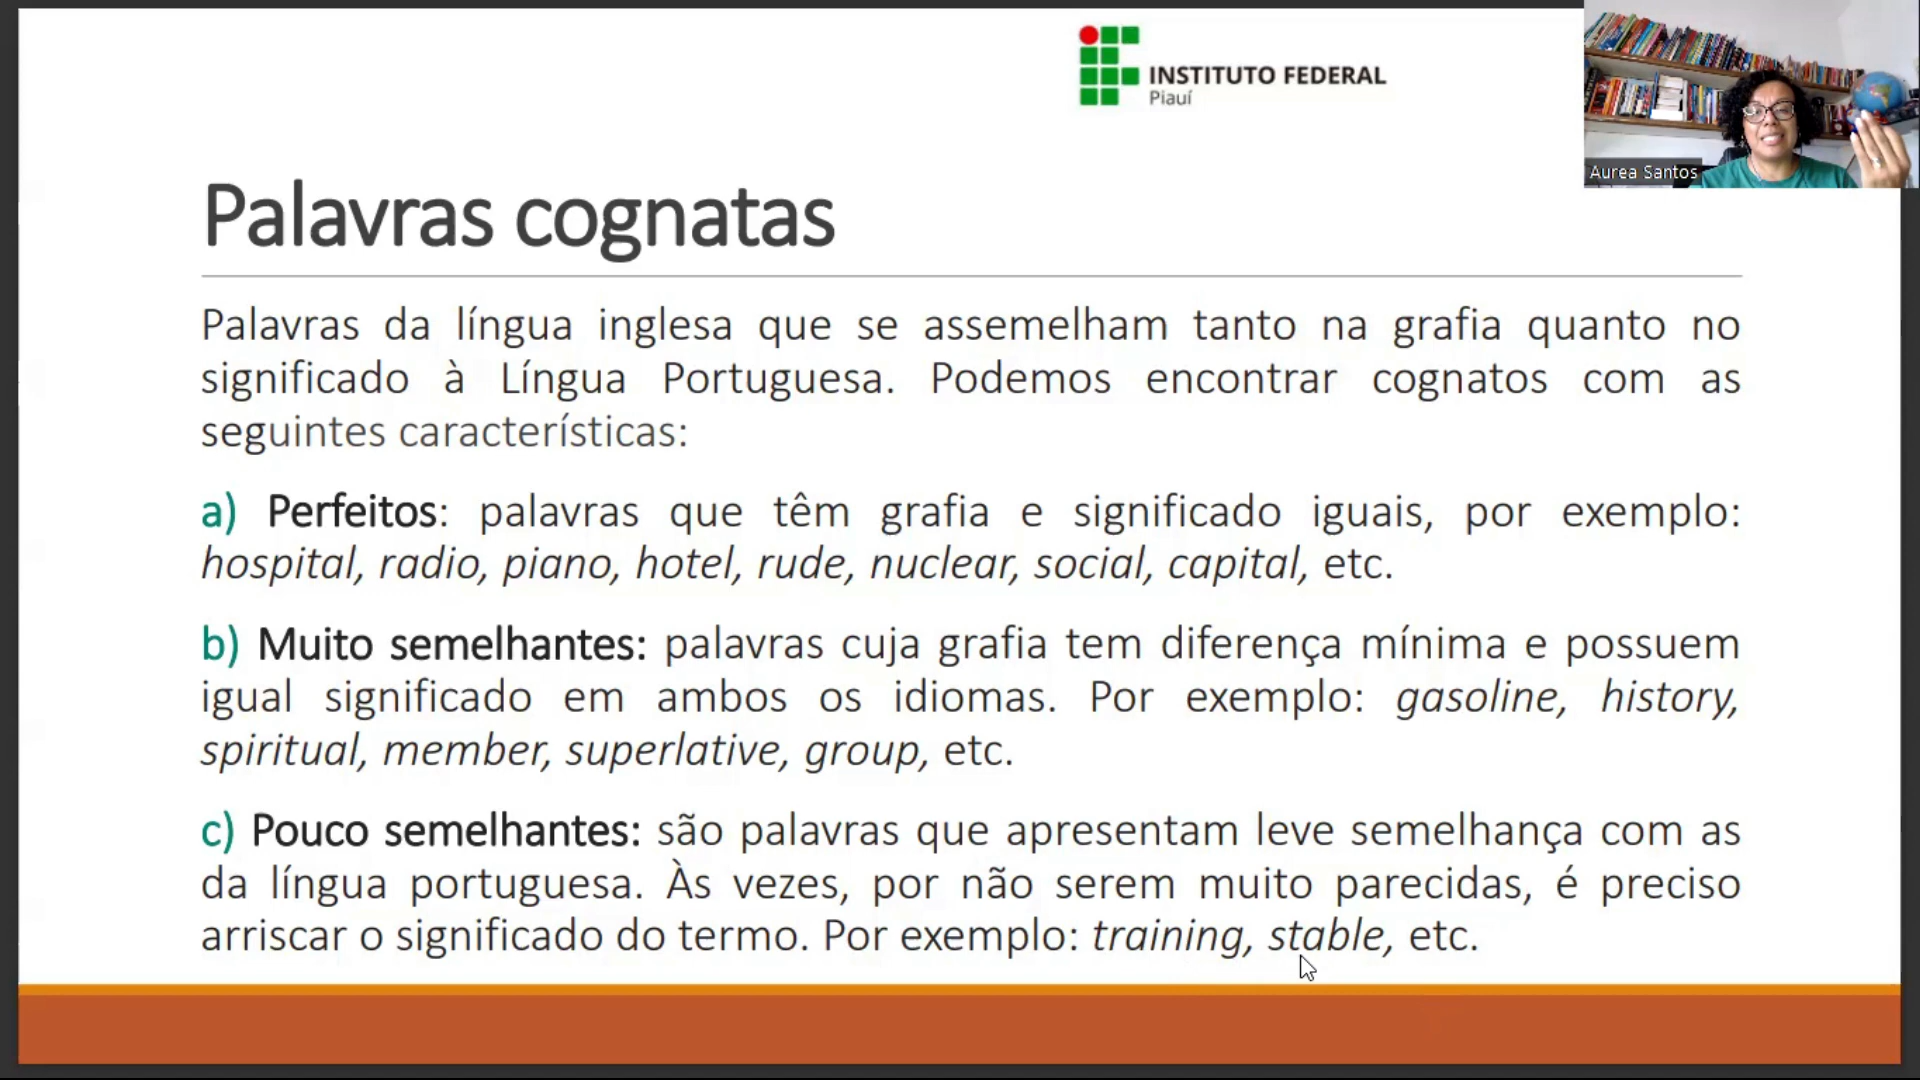 INSTITUTO FEDERAL
Piauí
Aurea Santos
Palavras cognatas
Palavras da língua inglesa que se assemelham tanto na grafia quanto no
significado à Língua Portuguesa. Podemos encontrar cognatos com as
seguintes características:
a) Perfeitos: palavras que têm grafia e significado iguais, por exemplo:
hospital, radio, piano, hotel, rude, nuclear, social, capital, etc.
b) Muito semelhantes: palavras cuja grafia tem diferença mínima e possuem
igual significado em ambos os idiomas. Por exemplo: gasoline, history,
spiritual, member, superlative, group, etc.
c) Pouco semelhantes: são palavras que apresentam leve semelhança com as
da língua portuguesa. Às vezes, por não serem muito parecidas, é preciso
arriscar o significado do termo. Por exemplo: training, stable, etc.